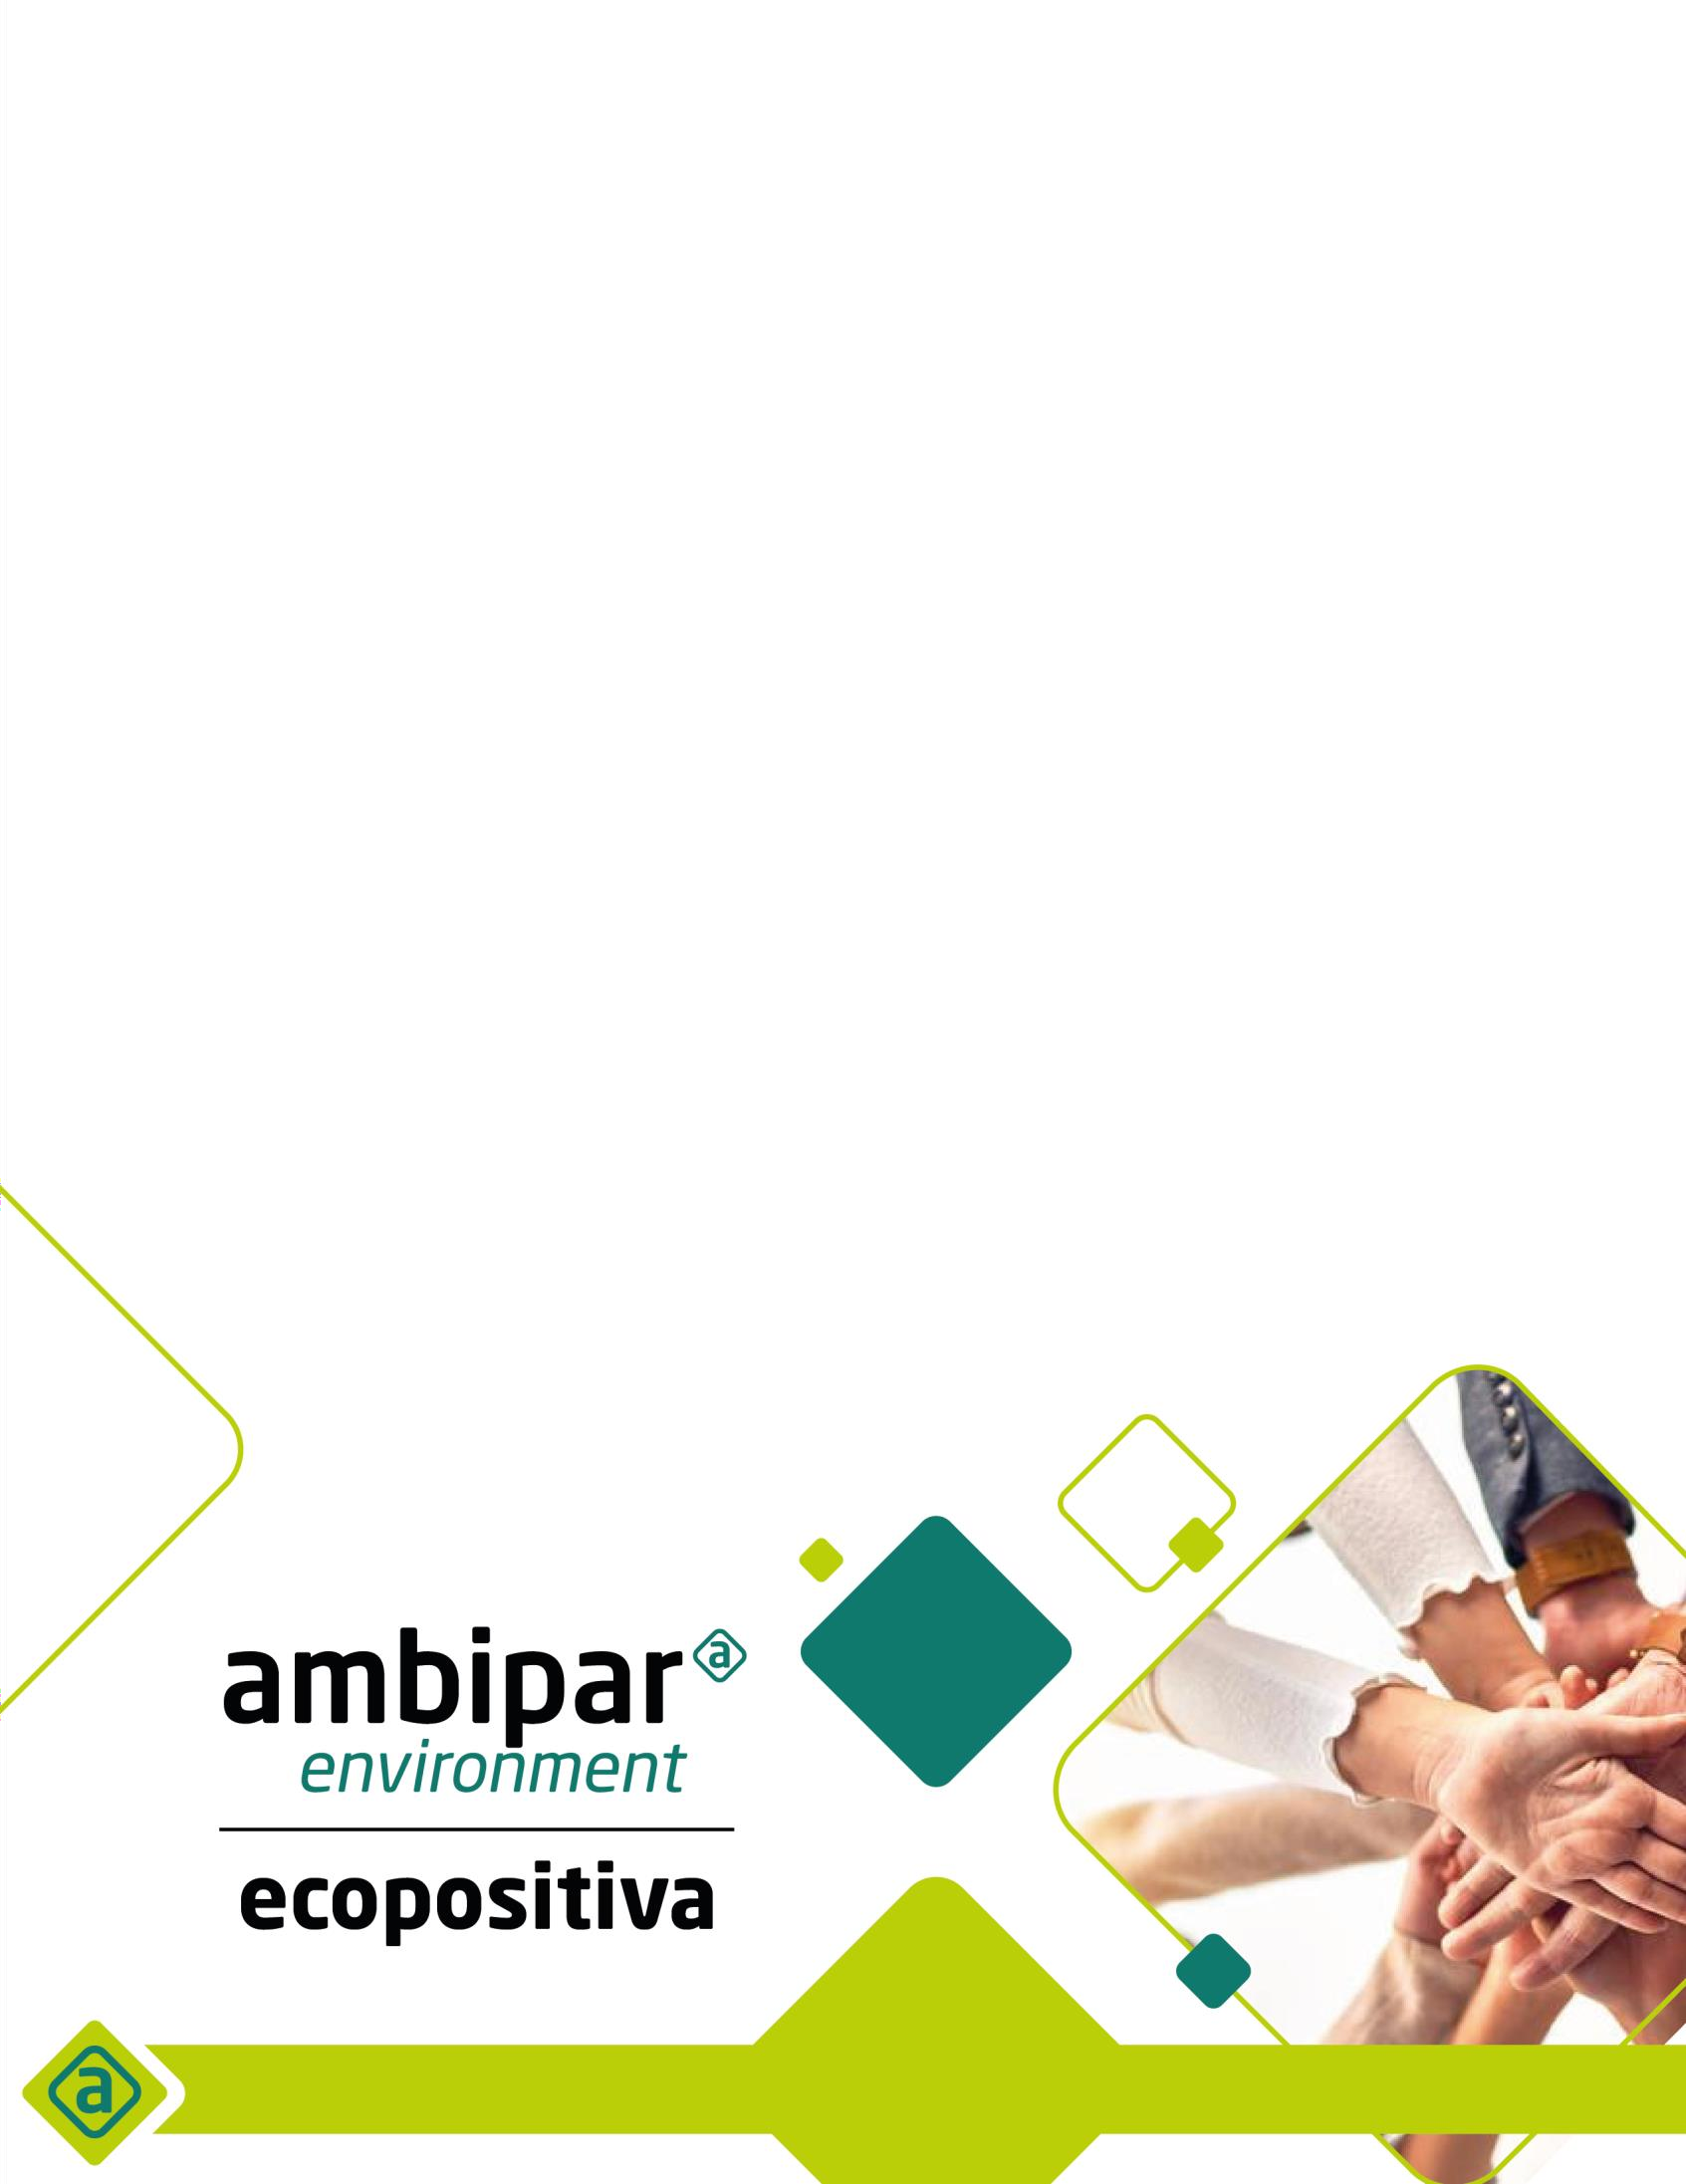 ambipar a
environment
ecopositiva
a